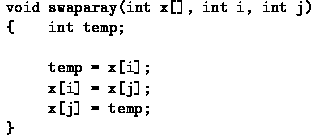 void swaparay(int x[], int i, int j)
{    int temp;

     temp = x[i];
     x[i] = x[j];
     x[j] = temp;
}